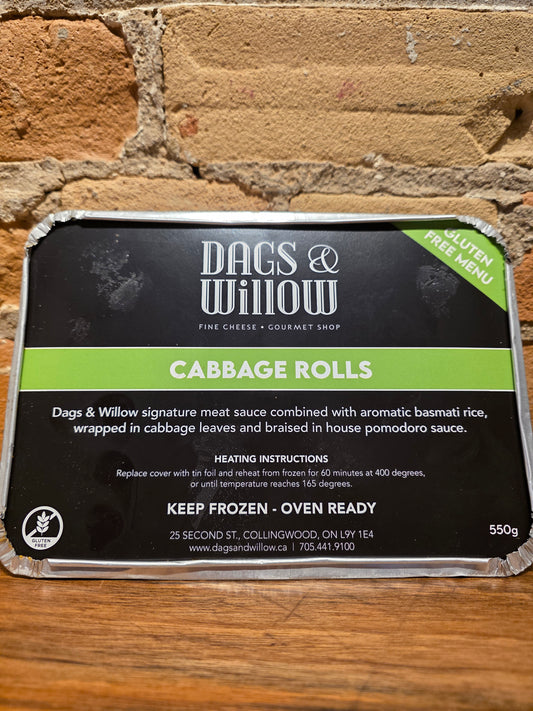 DAGS &
WillOW
FINE CHEESE • GOURMET SHOP
GLUTEN
FREE MENU
CABBAGE ROLLS
Dags & Willow signature meat sauce combined with aromatic basmati rice,
wrapped in cabbage leaves and braised in house pomodoro sauce.
HEATING INSTRUCTIONS
Replace cover with tin foil and reheat from frozen for 60 minutes at 400 degrees,
or until temperature reaches 165 degrees.
KEEP FROZEN - OVEN READY
GLUTEN
FREE
25 SECOND ST., COLLINGWOOD, ON L9Y 1E4
www.dagsandwillow.ca | 705.441.9100
550g